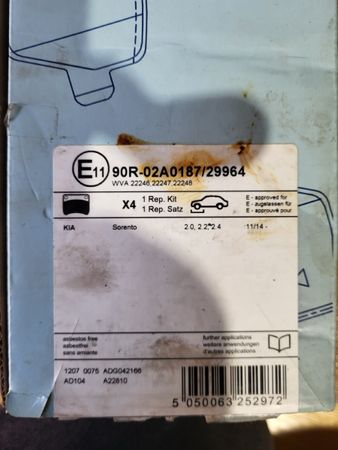 E11 90R-02A0187/29964
WVA 22246,22247,22248
X4 1 Rep. Kit
1 Rep. Satz
E - approved for
E - zugelassen für
E - approuvé pour
KIA Sorento 2.0, 2.2, 2.4 11/14 -
asbestos free
asbestfrei
sans amiante
further applications
weitere anwendungen
d'autres applications
1207 0075 ADG042166
AD104 A22810
5 050063 252972